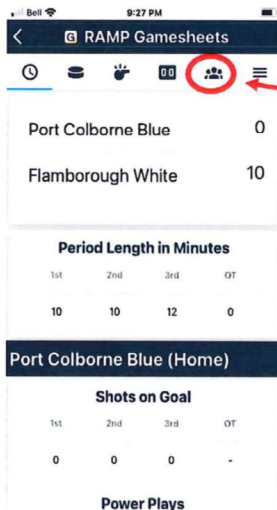 Bell 9:27 PM
G RAMP Gamesheets
00
Port Colborne Blue 0
Flamborough White 10
Period Length in Minutes
1st 2nd 3rd OT
10 10 12 0
Port Colborne Blue (Home)
Shots on Goal
1st 2nd 3rd OT
0 0 0 -
Power Plays